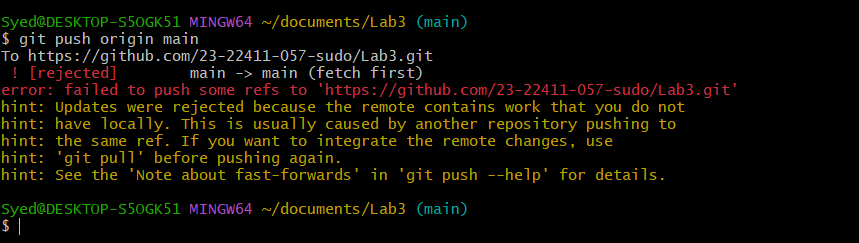 Syed@DESKTOP-S5OGK51 MINGW64 ~/documents/Lab3 (main)
$ git push origin main
To https://github.com/23-22411-057-sudo/Lab3.git
 ! [rejected]        main -> main (fetch first)
error: failed to push some refs to 'https://github.com/23-22411-057-sudo/Lab3.git'
hint: Updates were rejected because the remote contains work that you do not
hint: have locally. This is usually caused by another repository pushing to
hint: the same ref. If you want to integrate the remote changes, use
hint: 'git pull' before pushing again.
hint: See the 'Note about fast-forwards' in 'git push --help' for details.
Syed@DESKTOP-S5OGK51 MINGW64 ~/documents/Lab3 (main)
$